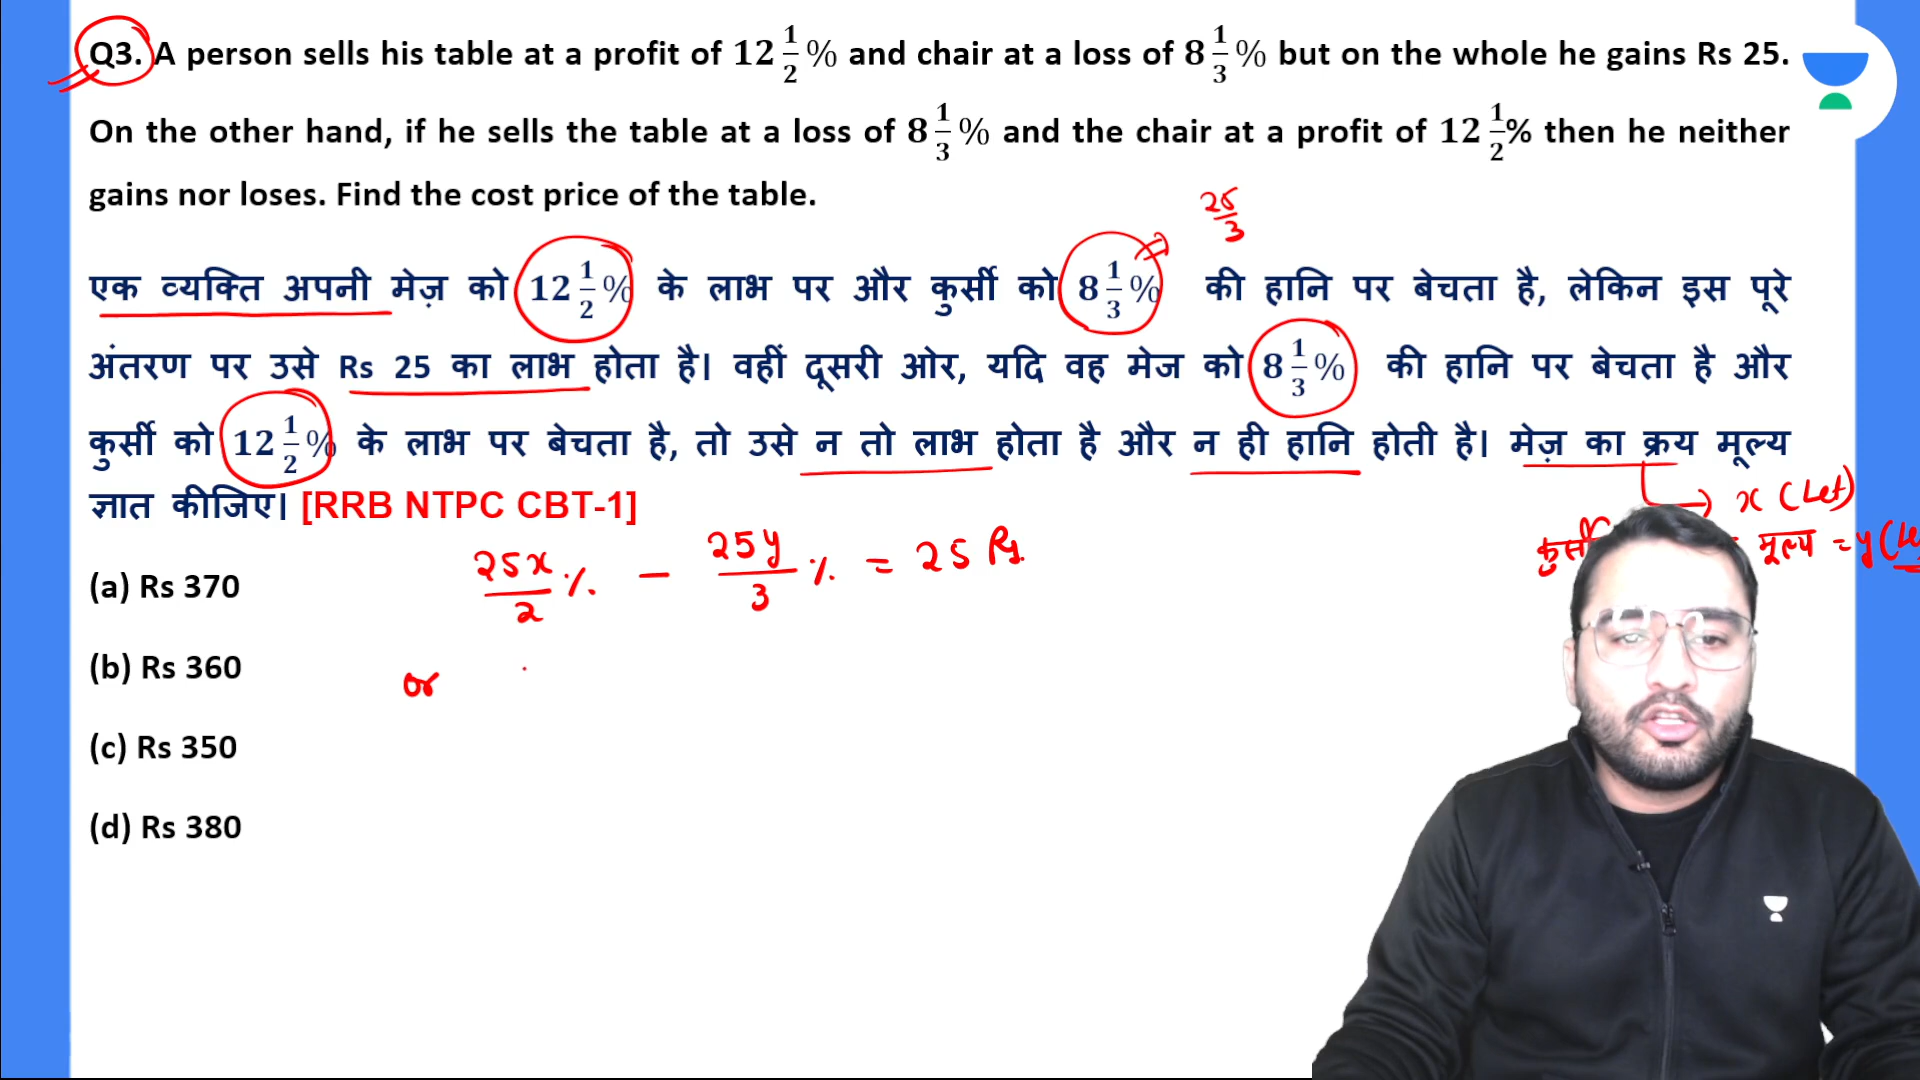 Q3. A person sells his table at a profit of 12 1/2 % and chair at a loss of 8 1/3 % but on the whole he gains Rs 25.
On the other hand, if he sells the table at a loss of 8 1/3 % and the chair at a profit of 12 1/2 % then he neither
gains nor loses. Find the cost price of the table.
25/3
एक व्यक्ति अपनी मेज़ को 12 1/2 % के लाभ पर और कुर्सी को 8 1/3 % की हानि पर बेचता है, लेकिन इस पूरे
अंतरण पर उसे Rs 25 का लाभ होता है। वहीं दूसरी ओर, यदि वह मेज को 8 1/3 % की हानि पर बेचता है और
कुर्सी को 12 1/2 % के लाभ पर बेचता है, तो उसे न तो लाभ होता है और न ही हानि होती है। मेज़ का क्रय मूल्य
ज्ञात कीजिए। [RRB NTPC CBT-1]
x (Let)
मूल्य = y
25x/2 % - 25y/3 % = 25 Rs
(a) Rs 370
(b) Rs 360
or
(c) Rs 350
(d) Rs 380